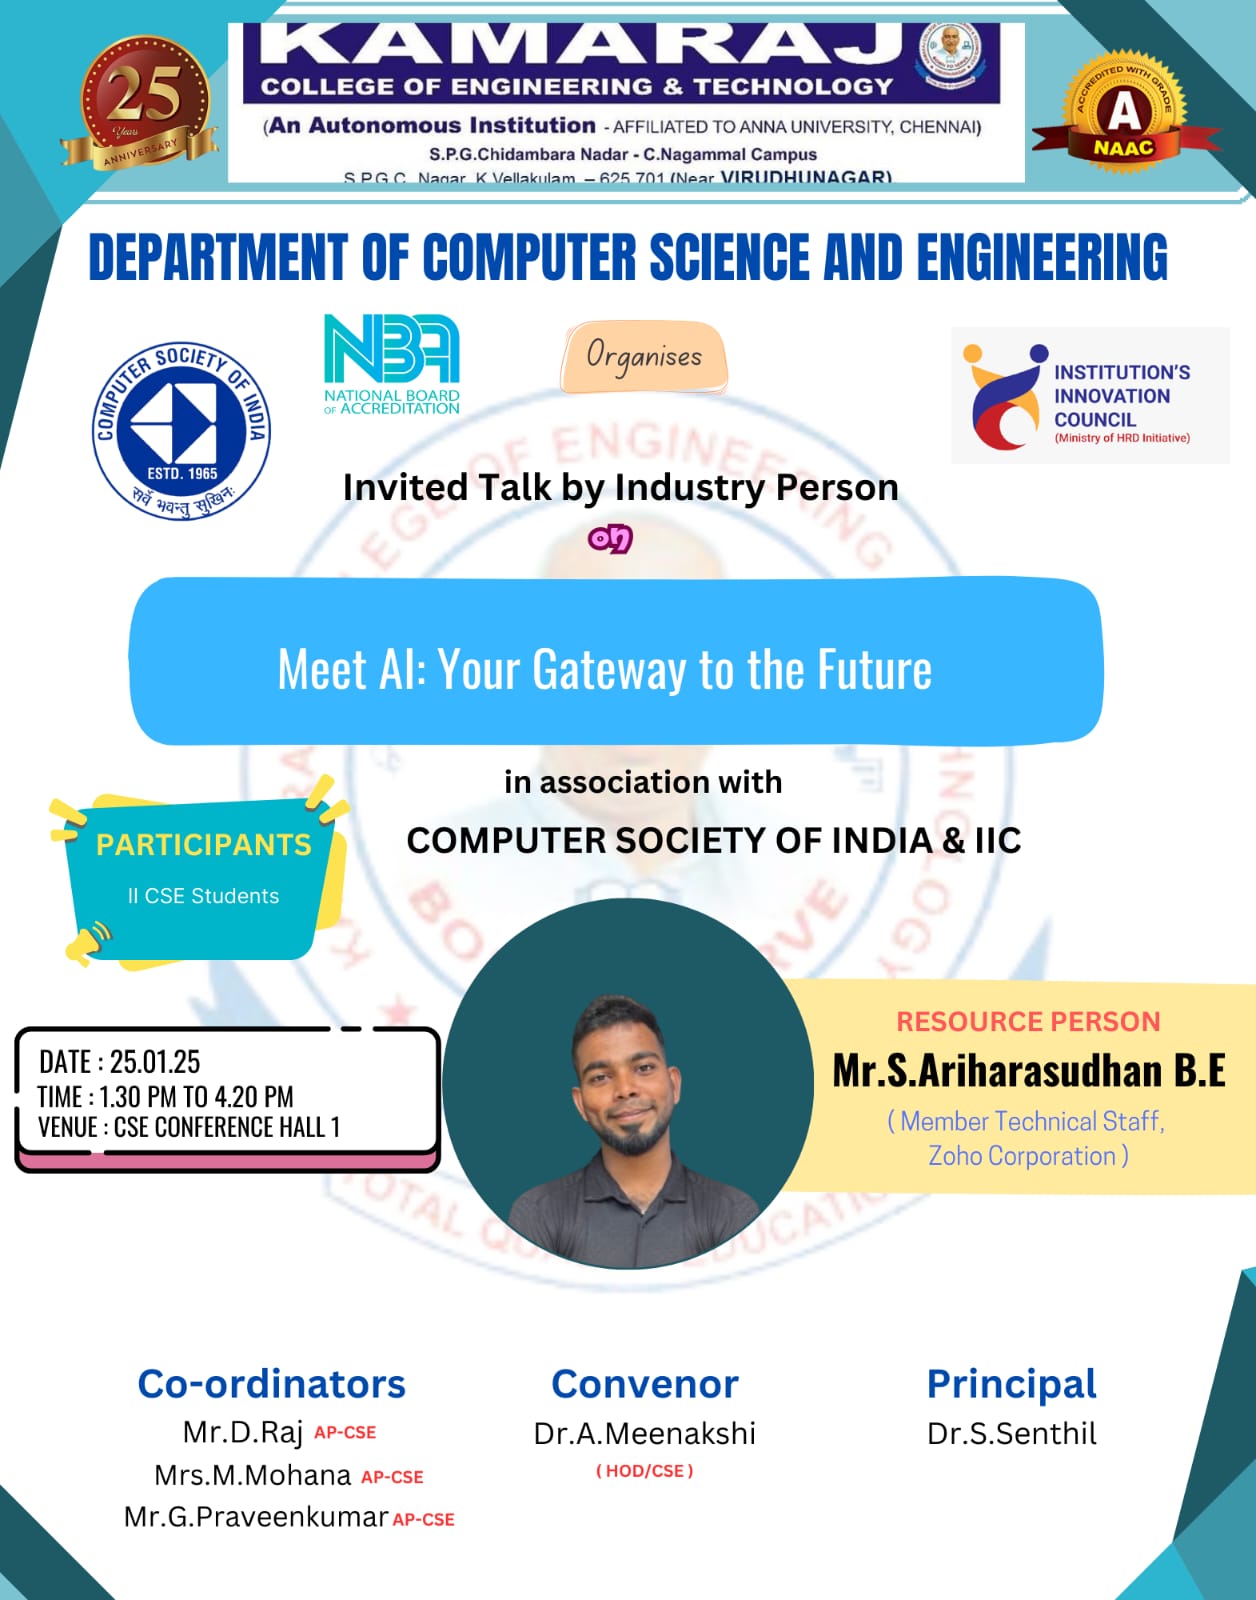 25
Years
ANNIVERSARY
KAMARAJ
COLLEGE OF ENGINEERING & TECHNOLOGY
(An Autonomous Institution - AFFILIATED TO ANNA UNIVERSITY, CHENNAI)
S.P.G.Chidambara Nadar - C.Nagammal Campus
S.P.G.C. Nagar, K.Vellakulam – 625 701 (Near VIRUDHUNAGAR)
ACCREDITED WITH GRADE
A
NAAC
DEPARTMENT OF COMPUTER SCIENCE AND ENGINEERING
COMPUTER SOCIETY OF INDIA
ESTD. 1965
सर्वे भवन्तु सुखिनः
NBA
NATIONAL BOARD
OF ACCREDITATION
Organises
INSTITUTION'S
INNOVATION
COUNCIL
(Ministry of HRD Initiative)
Invited Talk by Industry Person
on
Meet AI: Your Gateway to the Future
in association with
COMPUTER SOCIETY OF INDIA & IIC
PARTICIPANTS
II CSE Students
DATE : 25.01.25
TIME : 1.30 PM TO 4.20 PM
VENUE : CSE CONFERENCE HALL 1
RESOURCE PERSON
Mr.S.Ariharasudhan B.E
( Member Technical Staff,
Zoho Corporation )
Co-ordinators
Mr.D.Raj AP-CSE
Mrs.M.Mohana AP-CSE
Mr.G.Praveenkumar AP-CSE
Convenor
Dr.A.Meenakshi
( HOD/CSE )
Principal
Dr.S.Senthil